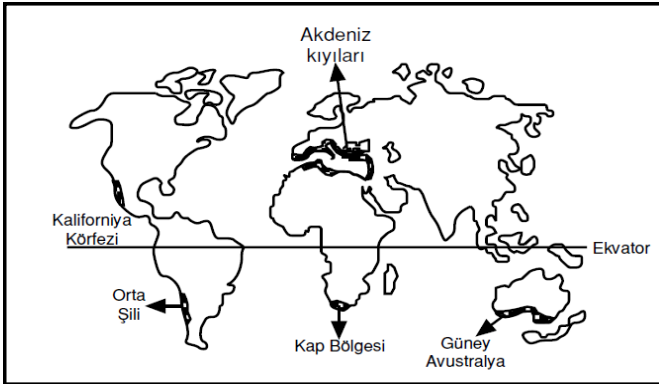 Akdeniz
kıyıları
Kaliforniya
Körfezi
Ekvator
Orta
Şili
Kap Bölgesi
Güney
Avustralya